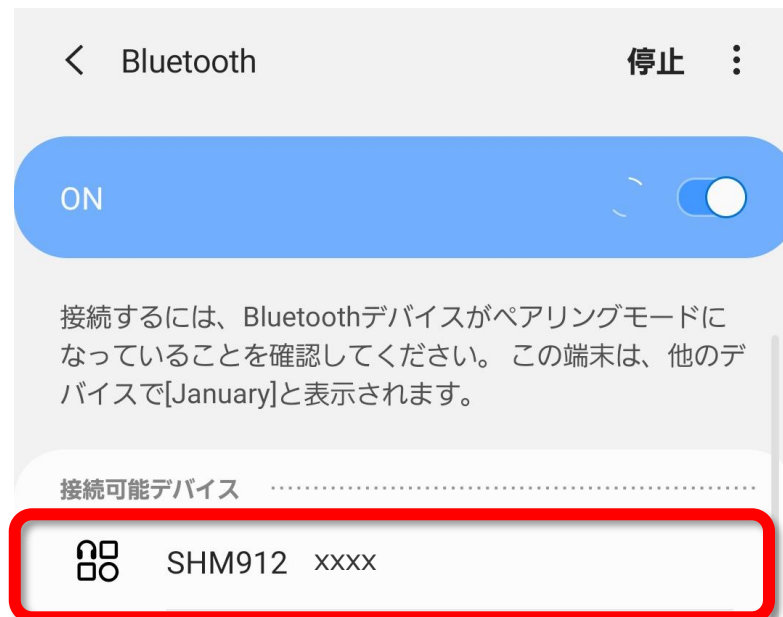 Bluetooth 停止
ON
接続するには、Bluetoothデバイスがペアリングモードに
なっていることを確認してください。 この端末は、他のデ
バイスで[January]と表示されます。
接続可能デバイス
SHM912 xxxx